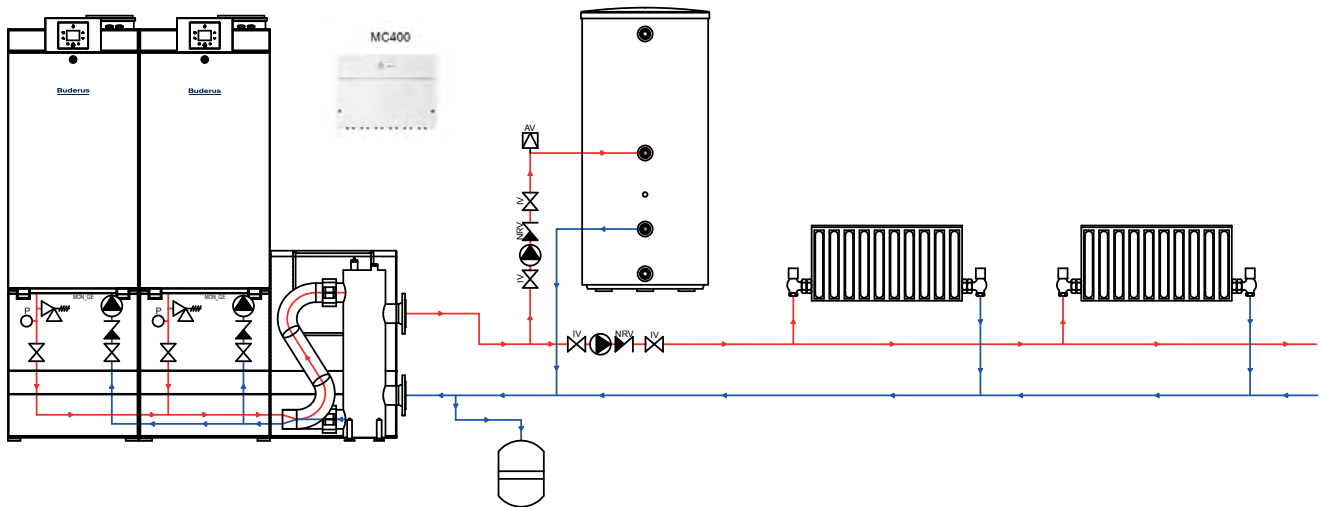 MC400
Buderus
Buderus
AV
IV
NRV
IV
MON_GE
MON_GE
P
P
IV
NRV
IV